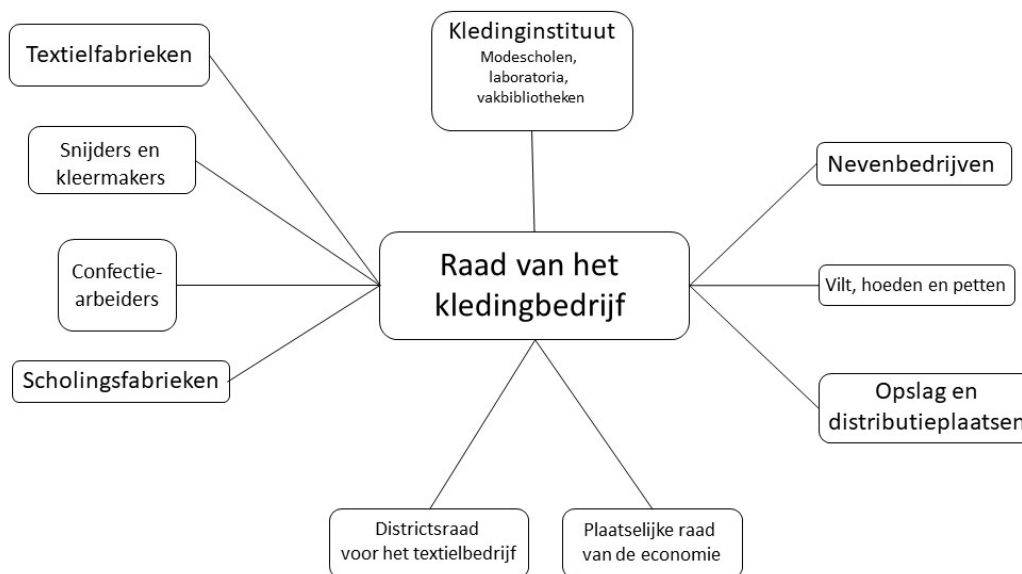 Kledinginstituut
Modescholen,
laboratoria,
vakbibliotheken
Textielfabrieken
Snijders en
kleermakers
Confectie-
arbeiders
Scholingsfabrieken
Raad van het
kledingbedrijf
Nevenbedrijven
Vilt, hoeden en petten
Opslag en
distributieplaatsen
Districtsraad
voor het textielbedrijf
Plaatselijke raad
van de economie